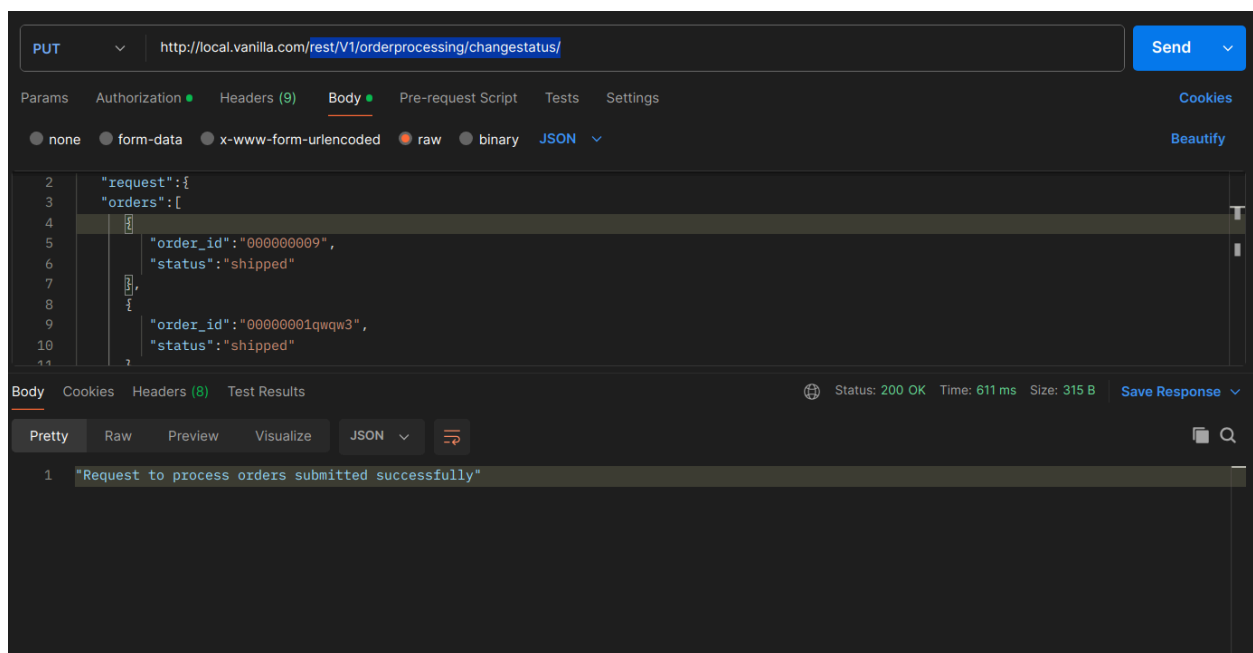 PUT http://local.vanilla.com/rest/V1/orderprocessing/changestatus/ Send
Params Authorization Headers (9) Body Pre-request Script Tests Settings Cookies
none form-data x-www-form-urlencoded raw binary JSON Beautify
2 "request":{
3 "orders":[
4 {
5 "order_id":"000000009",
6 "status":"shipped"
7 },
8 {
9 "order_id":"00000001qwqw3",
10 "status":"shipped"
11 }
Body Cookies Headers (8) Test Results Status: 200 OK Time: 611 ms Size: 315 B Save Response
Pretty Raw Preview Visualize JSON
1 "Request to process orders submitted successfully"